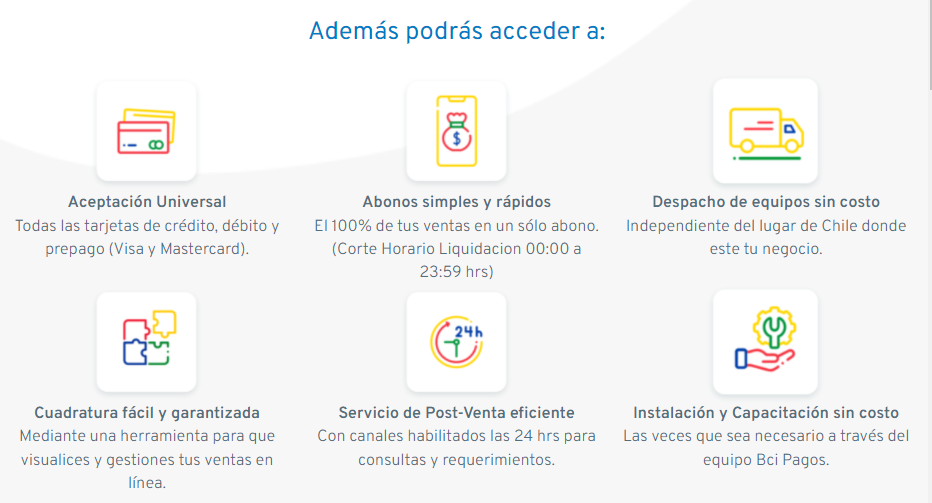 Además podrás acceder a:
Aceptación Universal
Todas las tarjetas de crédito, débito y
prepago (Visa y Mastercard).
$
Abonos simples y rápidos
El 100% de tus ventas en un sólo abono.
(Corte Horario Liquidacion 00:00 a
23:59 hrs)
Despacho de equipos sin costo
Independiente del lugar de Chile donde
este tu negocio.
Cuadratura fácil y garantizada
Mediante una herramienta para que
visualices y gestiones tus ventas en
línea.
24h
Servicio de Post-Venta eficiente
Con canales habilitados las 24 hrs para
consultas y requerimientos.
Instalación y Capacitación sin costo
Las veces que sea necesario a través del
equipo Bci Pagos.